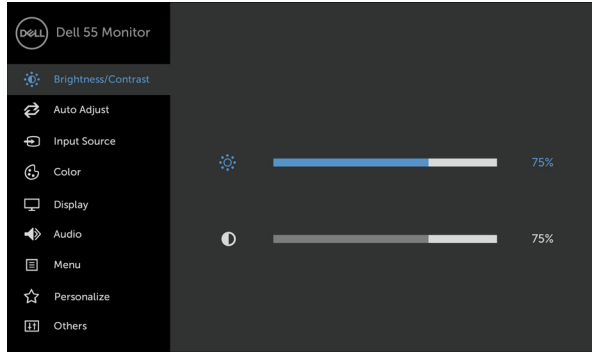 DELL Dell 55 Monitor
Brightness/Contrast
Auto Adjust
Input Source
Color
75%
Display
Audio
75%
Menu
Personalize
Others